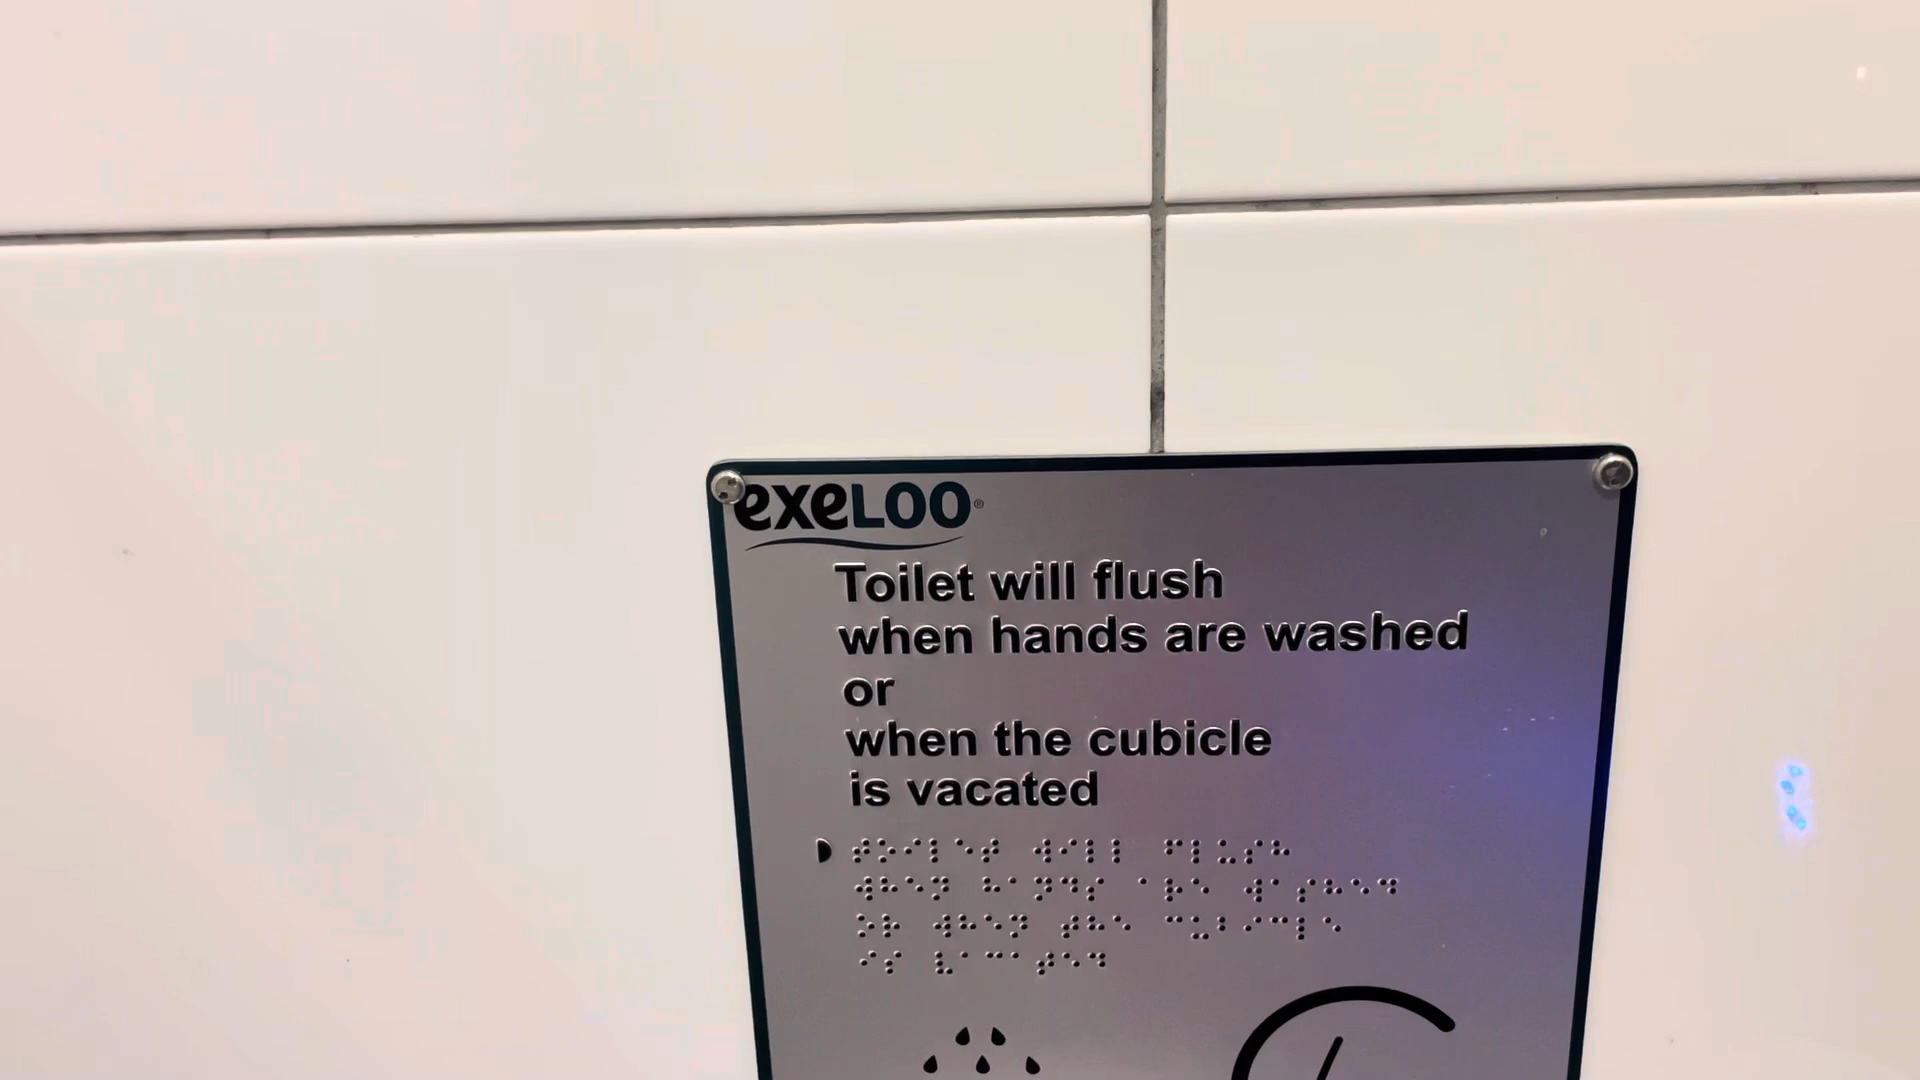 exeLOO®
Toilet will flush
when hands are washed
or
when the cubicle
is vacated
⠞⠕⠊⠇⠑⠞ ⠺⠊⠇⠇ ⠋⠇⠥⠎⠓
⠺⠓⠑⠝ ⠓⠁⠝⠙⠎ ⠁⠗⠑ ⠺⠁⠎⠓⠑⠙
⠕⠗ ⠺⠓⠑⠝ ⠞⠓⠑ ⠉⠥⠃⠊⠉⠇⠑
⠊⠎ ⠧⠁⠉⠁⠞⠑⠙